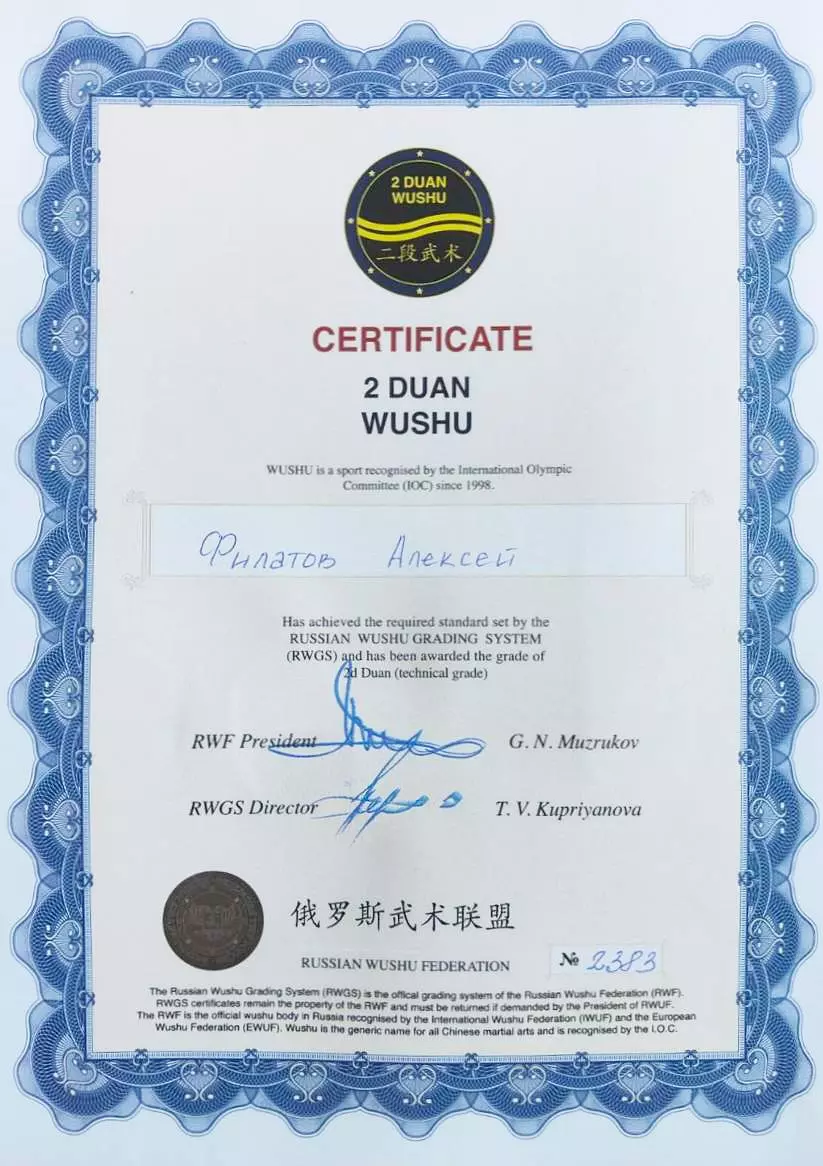 2 DUAN
WUSHU
二段武术
CERTIFICATE
2 DUAN
WUSHU
WUSHU is a sport recognised by the International Olympic
Committee (IOC) since 1998.
Филатов Алексей
Has achieved the required standard set by the
RUSSIAN WUSHU GRADING SYSTEM
(RWGS) and has been awarded the grade of
2d Duan (technical grade)
RWF President G. N. Muzrukov
RWGS Director T. V. Kupriyanova
俄罗斯武术联盟
RUSSIAN WUSHU FEDERATION
№ 2383
The Russian Wushu Grading System (RWGS) is the offical grading system of the Russian Wushu Federation (RWF).
RWGS certificates remain the property of the RWF and must be returned if demanded by the President of RWUF.
The RWF is the official wushu body in Russia recognised by the International Wushu Federation (IWUF) and the European
Wushu Federation (EWUF). Wushu is the generic name for all Chinese martial arts and is recognised by the I.O.C.